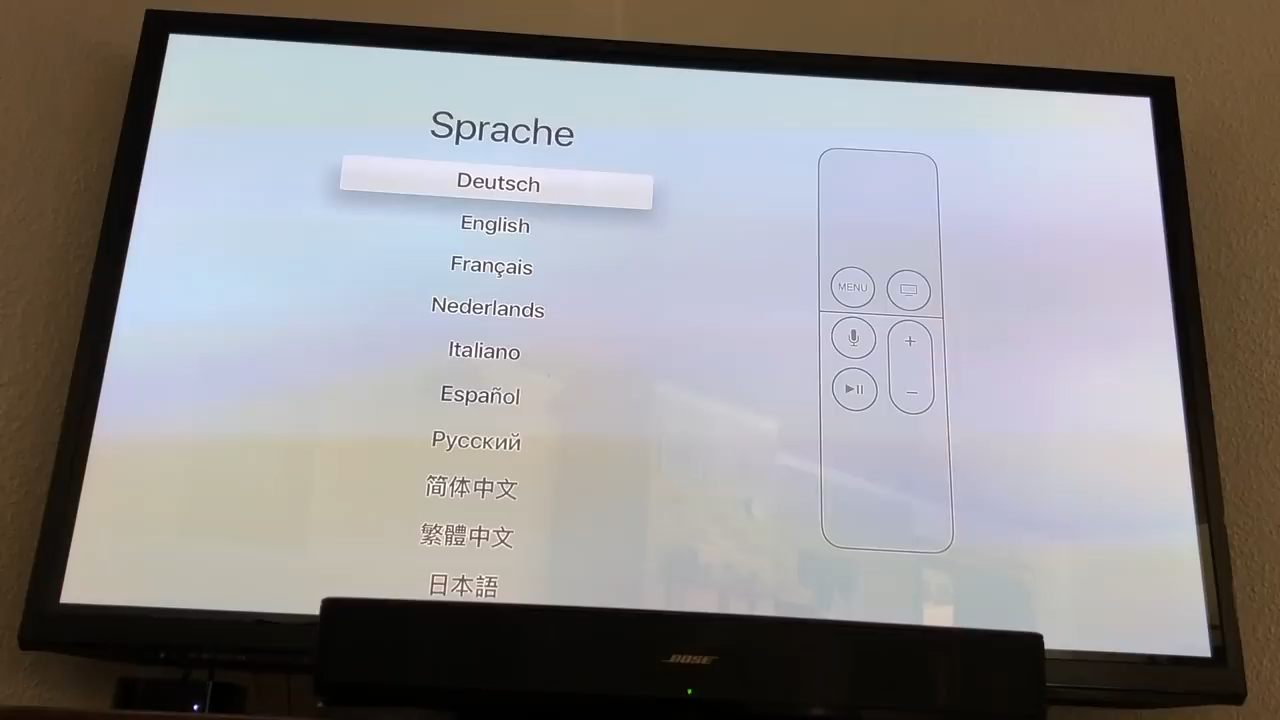 Sprache
Deutsch
English
Français
Nederlands
Italiano
Español
Русский
简体中文
繁體中文
日本語
MENU
+
−
BOSE